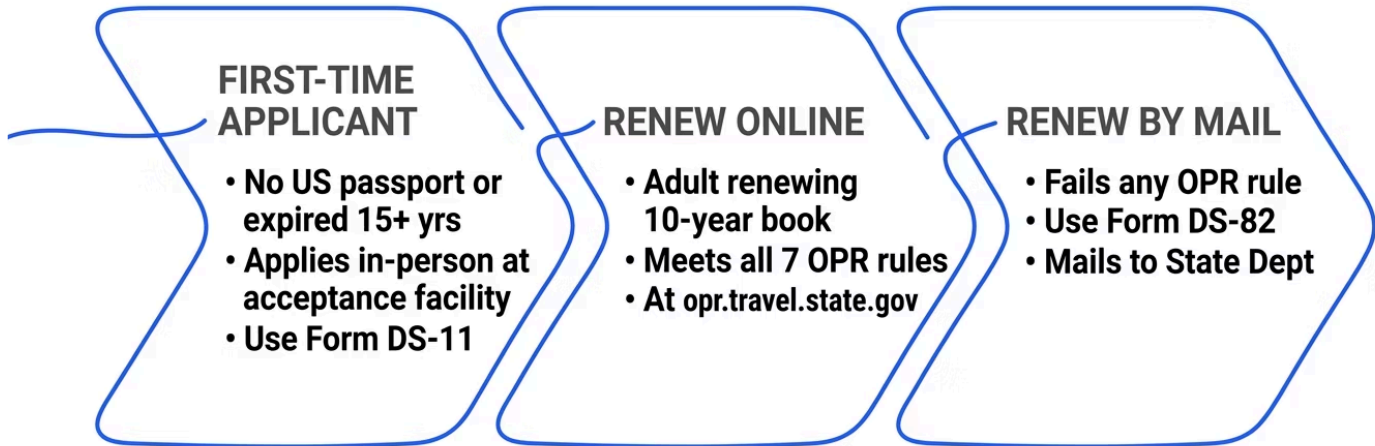 FIRST-TIME
APPLICANT
• No US passport or
expired 15+ yrs
• Applies in-person at
acceptance facility
• Use Form DS-11
RENEW ONLINE
• Adult renewing
10-year book
• Meets all 7 OPR rules
• At opr.travel.state.gov
RENEW BY MAIL
• Fails any OPR rule
• Use Form DS-82
• Mails to State Dept